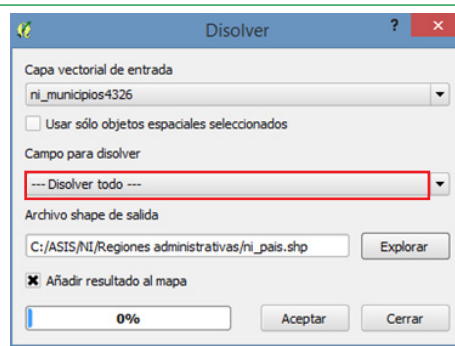 Disolver
?
×
Capa vectorial de entrada
ni_municipios4326
Usar sólo objetos espaciales seleccionados
Campo para disolver
--- Disolver todo ---
Archivo shape de salida
C:/ASIS/NI/Regiones administrativas/ni_pais.shp
Explorar
Añadir resultado al mapa
0%
Aceptar
Cerrar